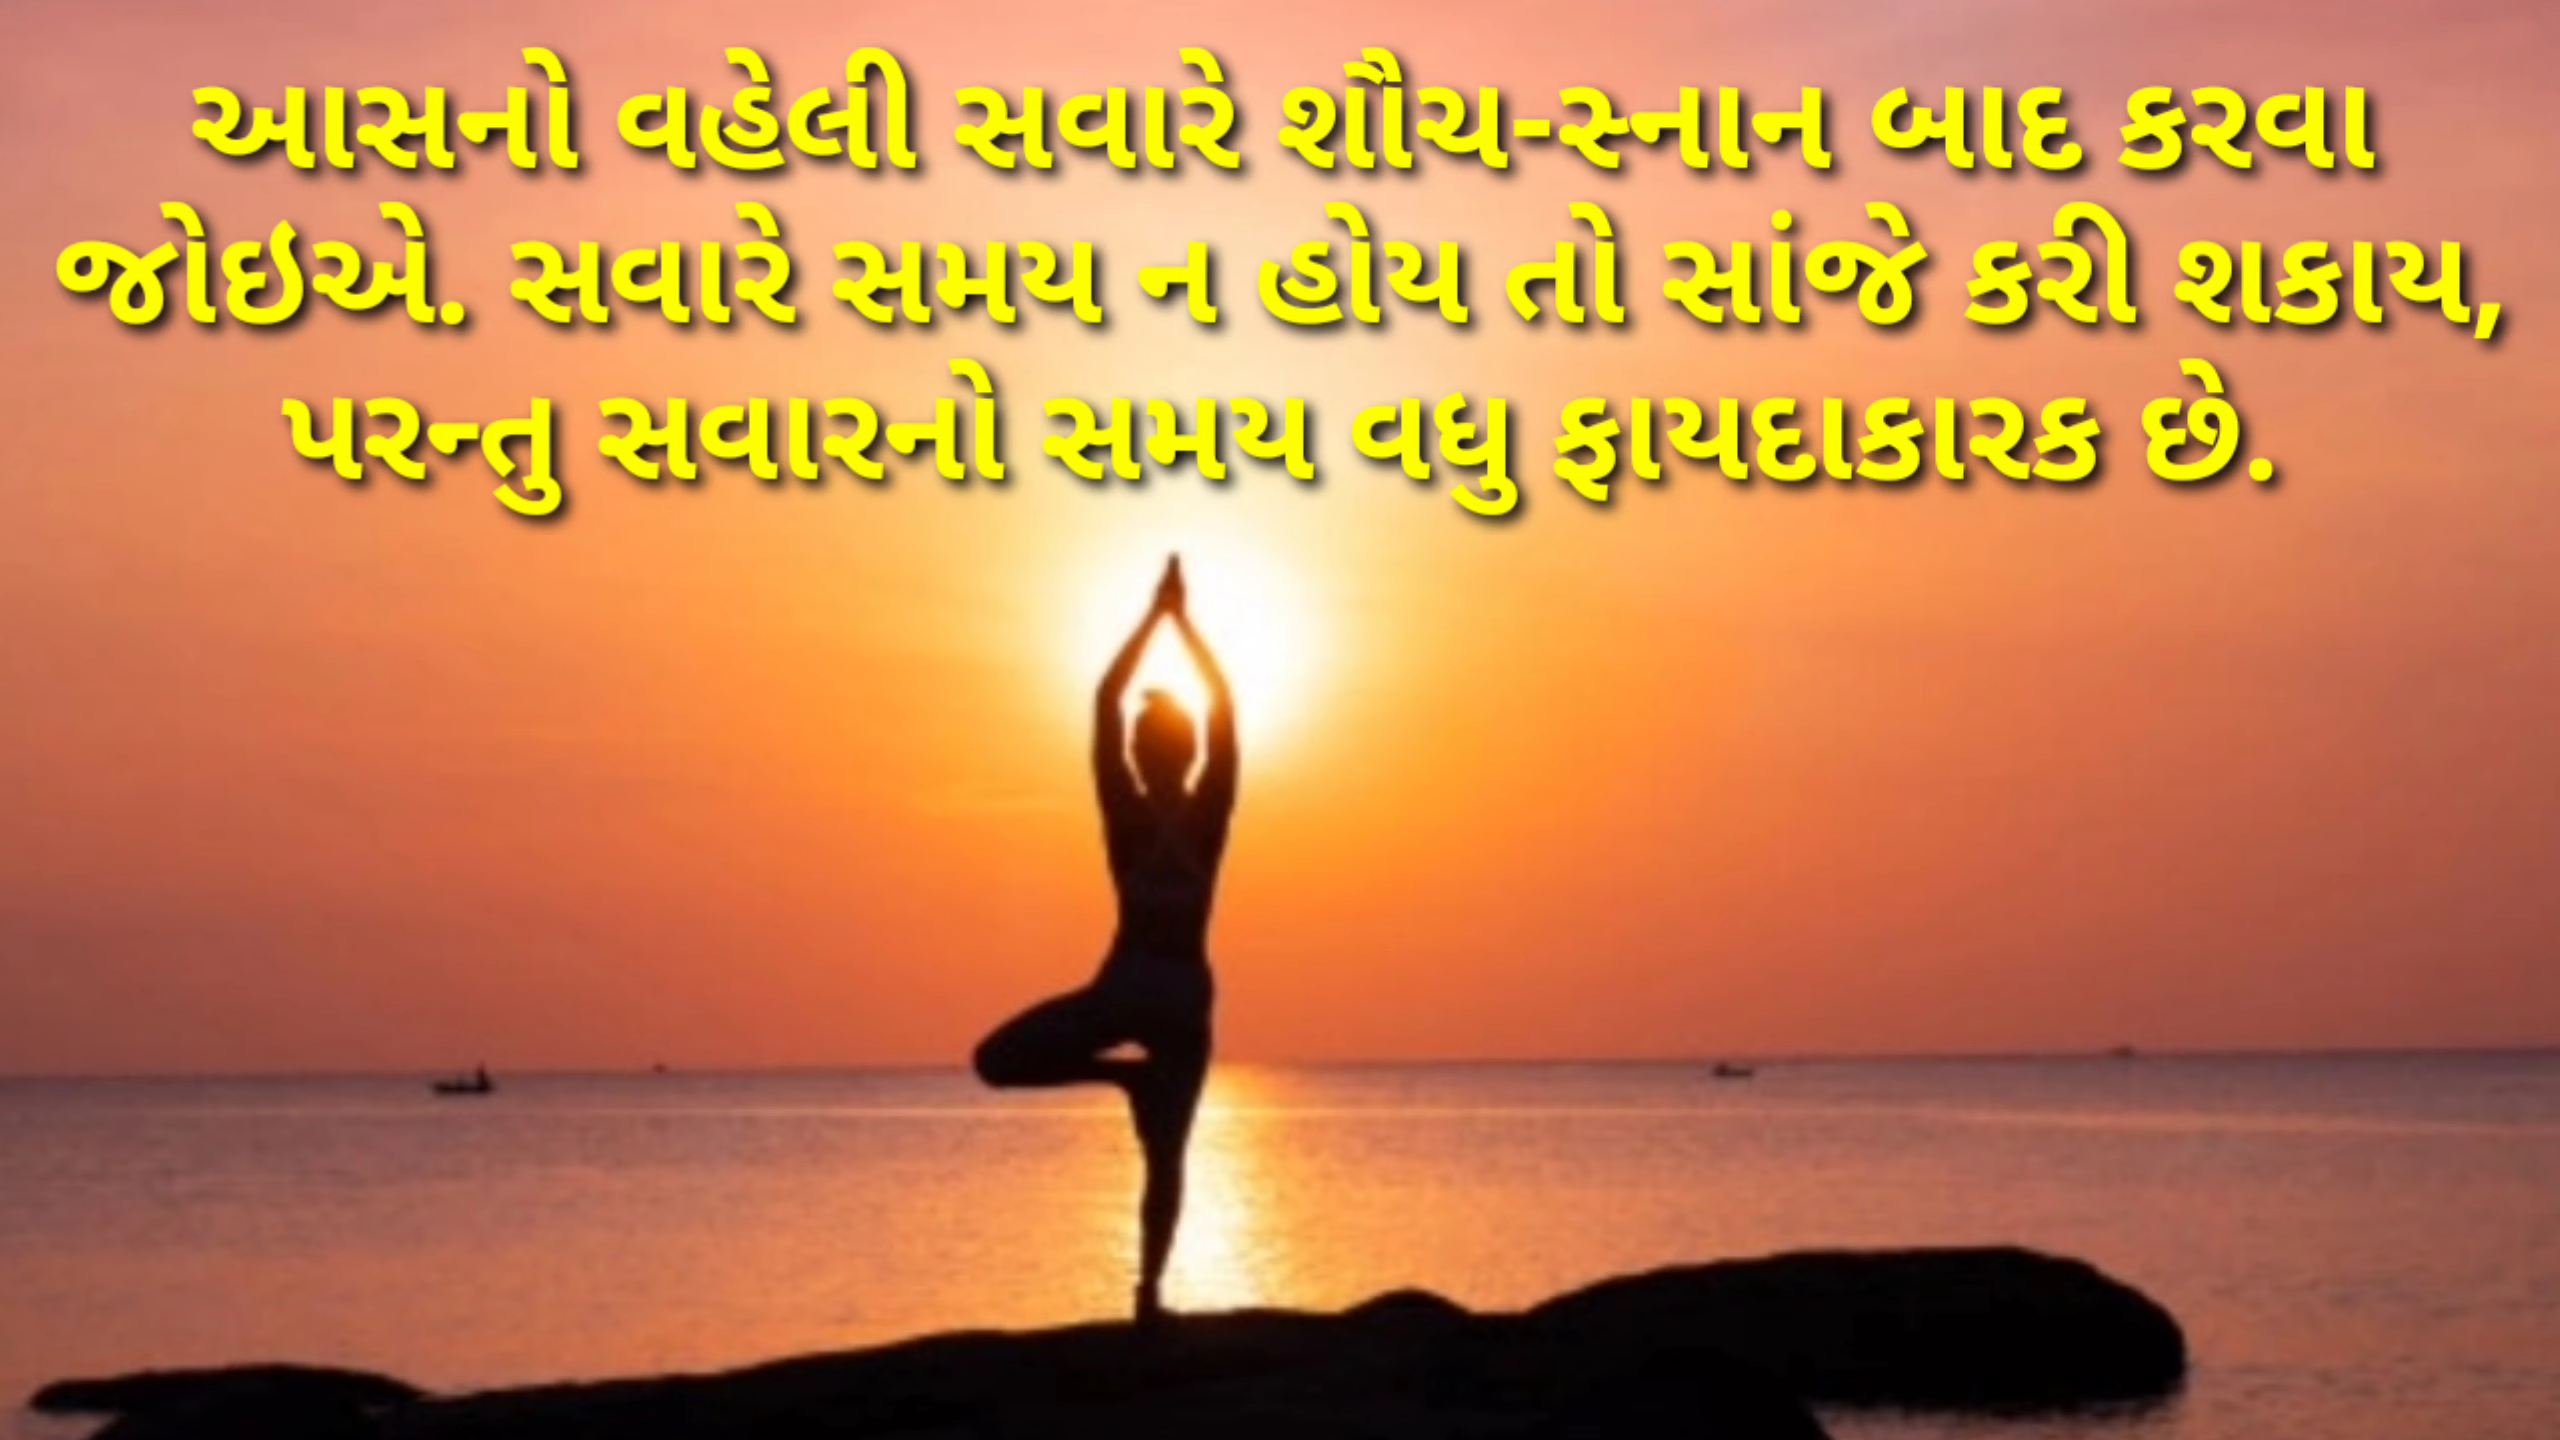 આસનો વહેલી સવારે શૌચ-સ્નાન બાદ કરવા
જોઇએ. સવારે સમય ન હોય તો સાંજે કરી શકાય,
પરન્તુ સવારનો સમય વધુ ફાયદાકારક છે.